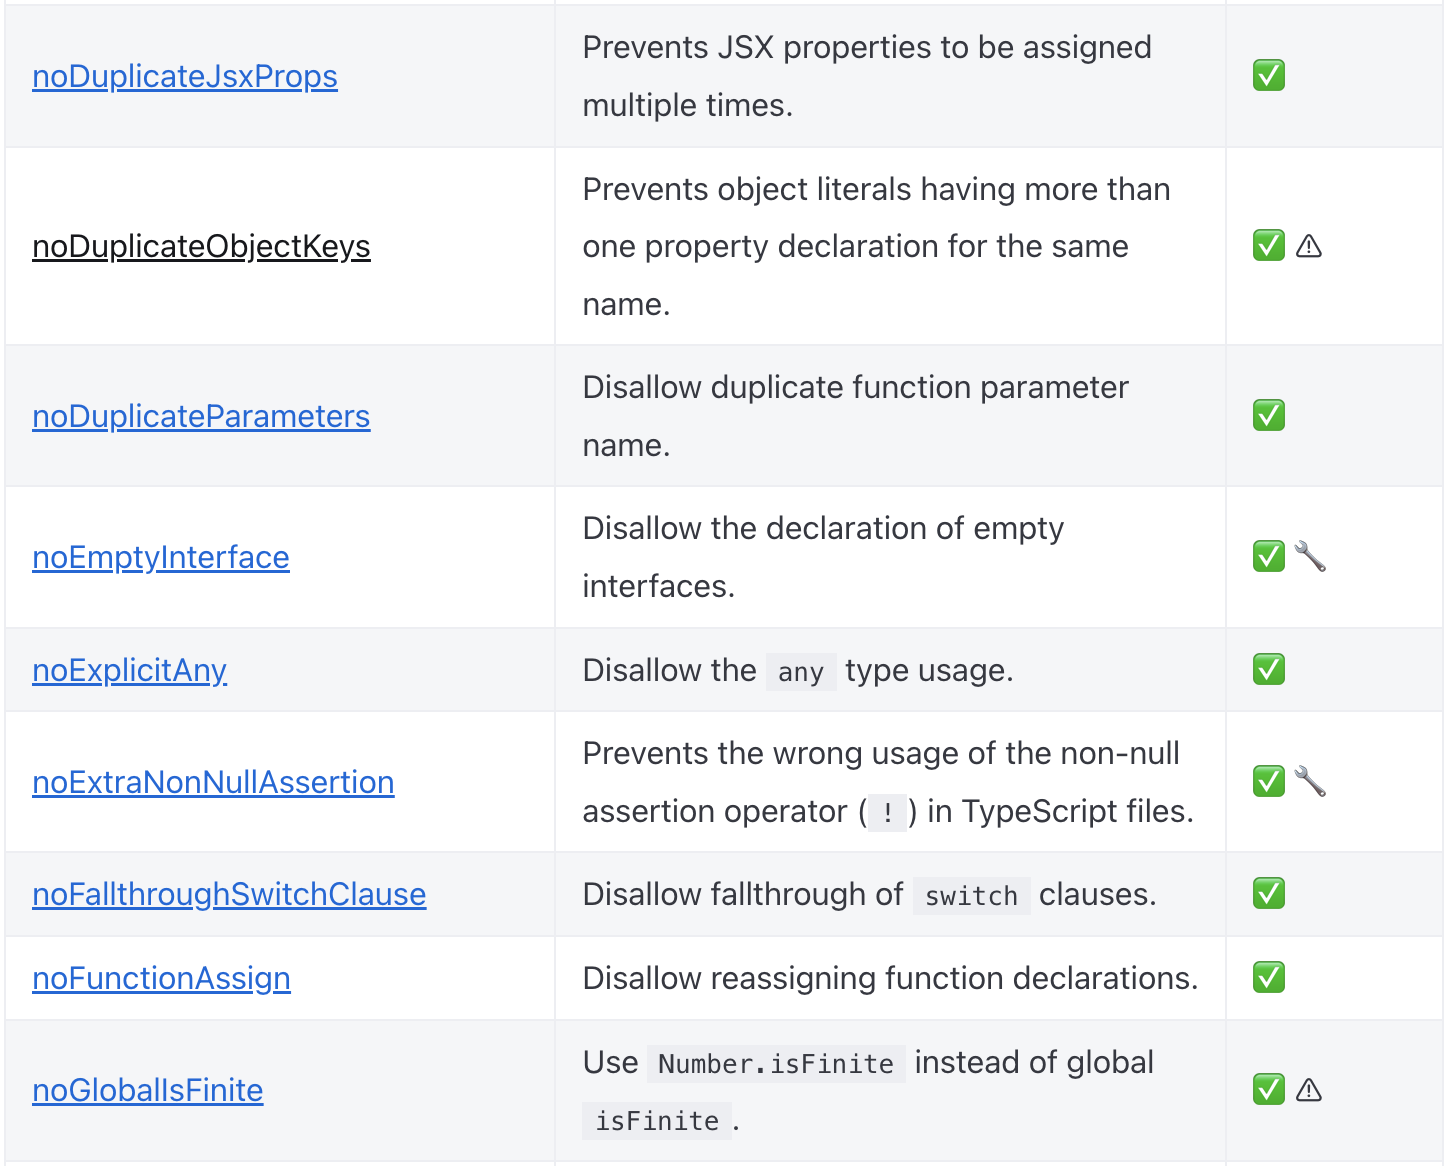 noDuplicateJsxProps
Prevents JSX properties to be assigned
multiple times.
✅
noDuplicateObjectKeys
Prevents object literals having more than
one property declaration for the same
name.
✅ ⚠
noDuplicateParameters
Disallow duplicate function parameter
name.
✅
noEmptyInterface
Disallow the declaration of empty
interfaces.
✅ 🔧
noExplicitAny
Disallow the any type usage.
✅
noExtraNonNullAssertion
Prevents the wrong usage of the non-null
assertion operator (!) in TypeScript files.
✅ 🔧
noFallthroughSwitchClause
Disallow fallthrough of switch clauses.
✅
noFunctionAssign
Disallow reassigning function declarations.
✅
noGlobalIsFinite
Use Number.isFinite instead of global
isFinite.
✅ ⚠